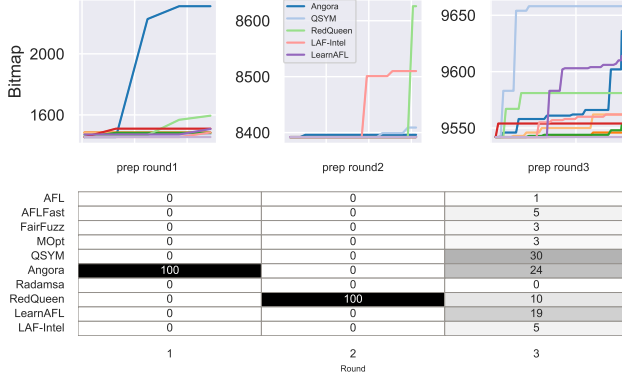 Bitmap
2000
1600
8600
8500
8400
Angora
QSYM
RedQueen
LAF-Intel
LearnAFL
9650
9600
9550
prep round1 prep round2 prep round3
AFL 0 0 1
AFLFast 0 0 5
FairFuzz 0 0 3
MOpt 0 0 3
QSYM 0 0 30
Angora 100 0 24
Radamsa 0 0 0
RedQueen 0 100 10
LearnAFL 0 0 19
LAF-Intel 0 0 5
1 2 3
Round